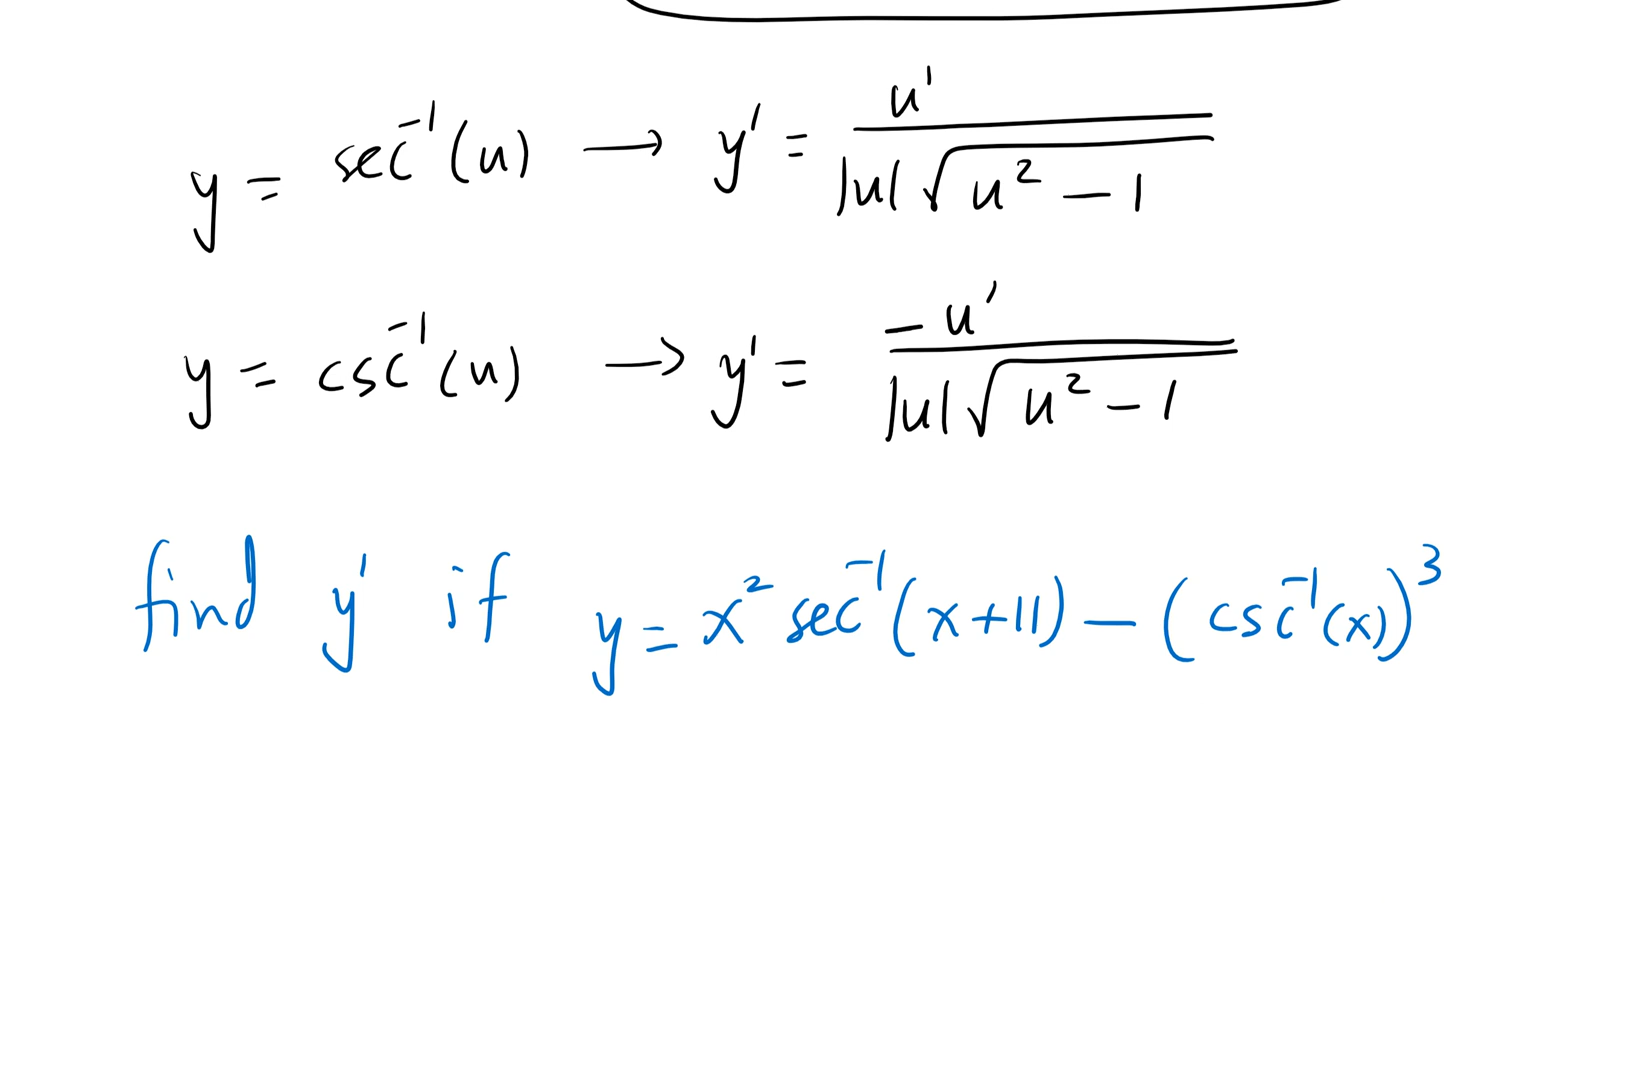 y = sec⁻¹(u) → y' = u' / |u|√(u² − 1)
y = csc⁻¹(u) → y' = −u' / |u|√(u² − 1)
find y' if y = x² sec⁻¹(x+11) − (csc⁻¹(x))³